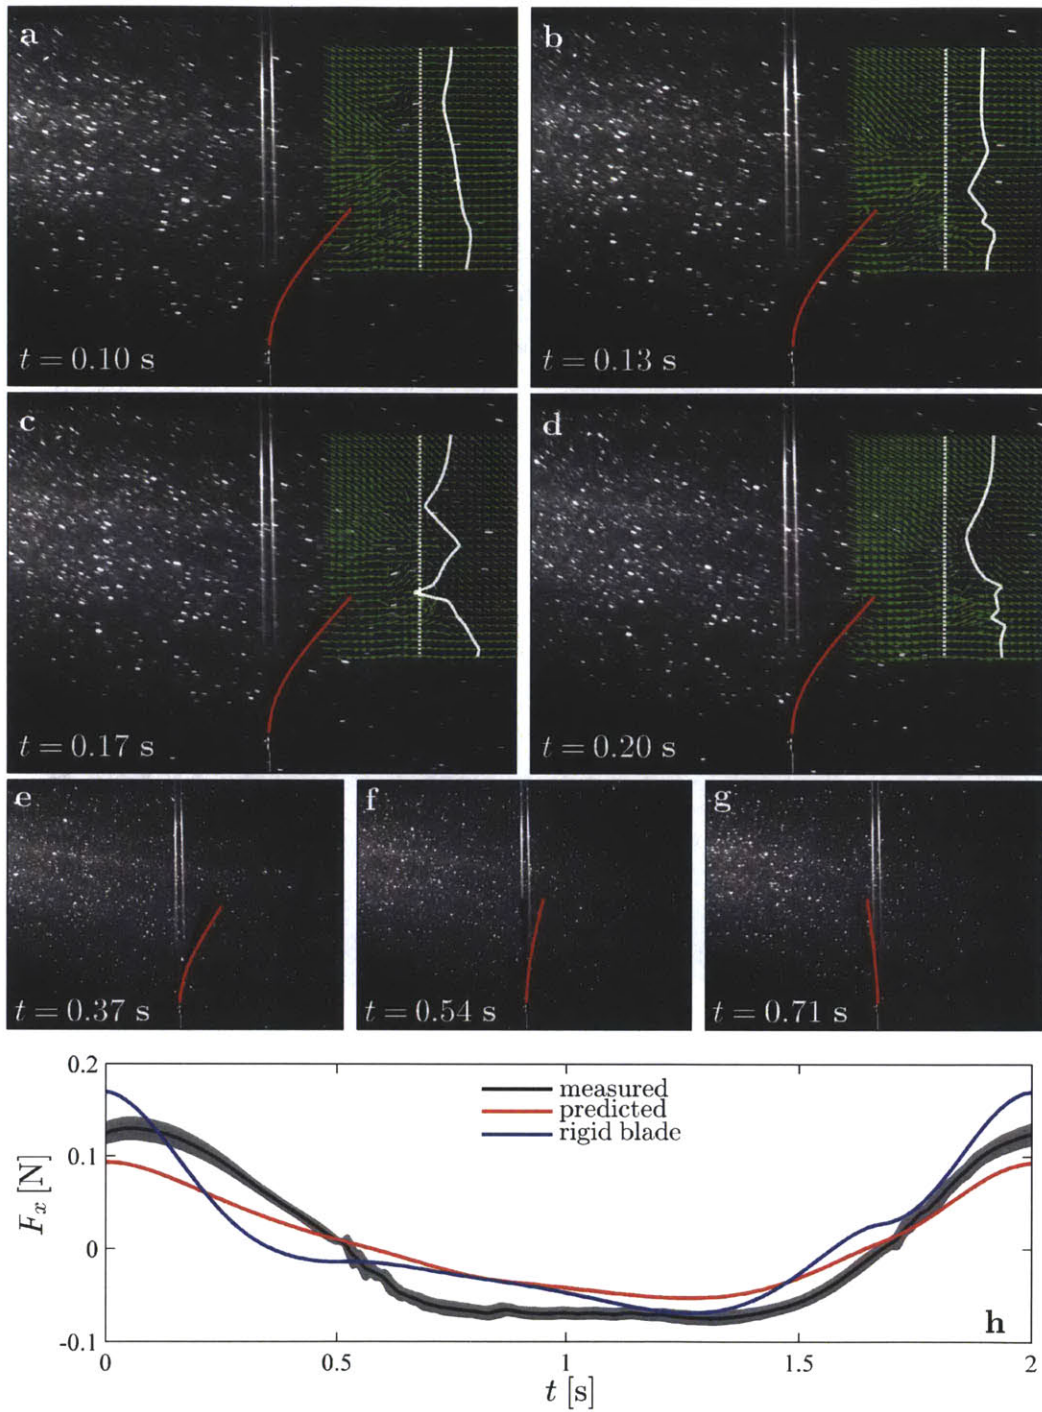 a
b
t = 0.10 s
t = 0.13 s
c
d
t = 0.17 s
t = 0.20 s
e
f
g
t = 0.37 s
t = 0.54 s
t = 0.71 s
0.2
0.1
0
-0.1
F_x [N]
measured
predicted
rigid blade
h
0
0.5
1
1.5
2
t [s]